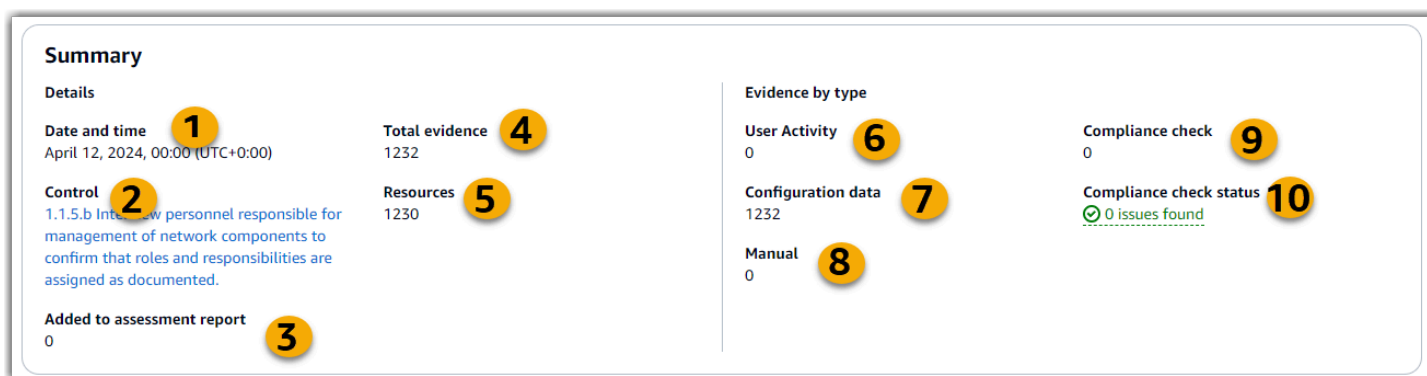 Summary
Details
Date and time
1
April 12, 2024, 00:00 (UTC+0:00)
Control
2
1.1.5.b Interview personnel responsible for
management of network components to
confirm that roles and responsibilities are
assigned as documented.
Added to assessment report
3
0
Total evidence
4
1232
Resources
5
1230
Evidence by type
User Activity
6
0
Configuration data
7
1232
Manual
8
0
Compliance check
9
0
Compliance check status
10
0 issues found